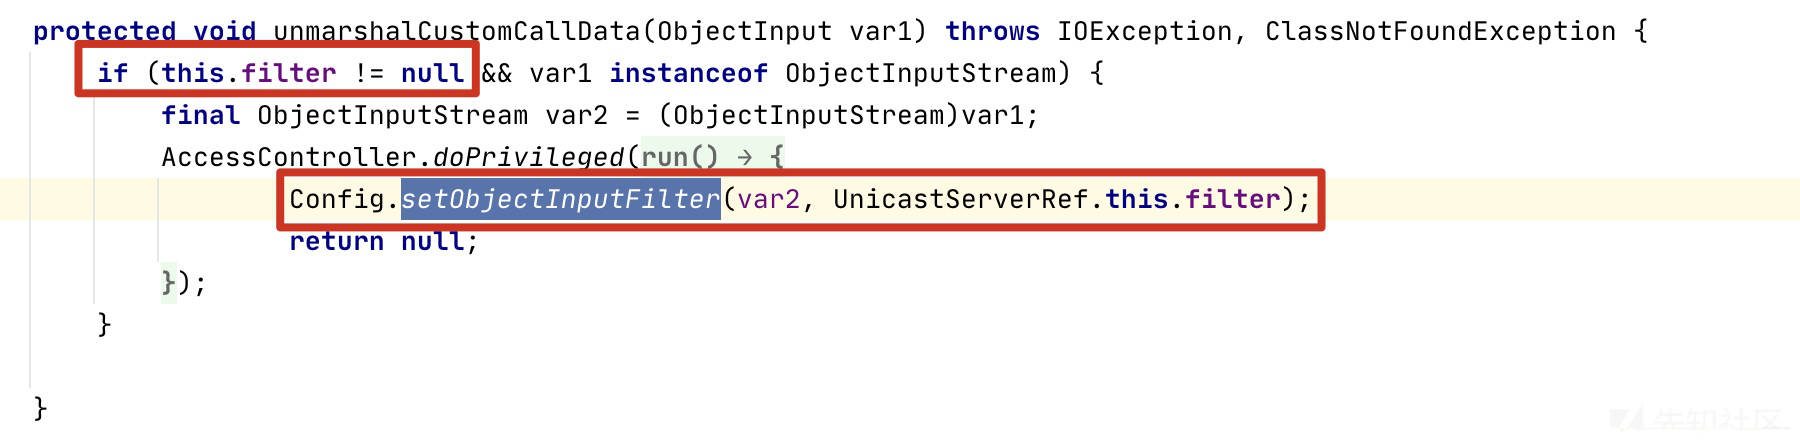 protected void unmarshalCustomCallData(ObjectInput var1) throws IOException, ClassNotFoundException {
if (this.filter != null && var1 instanceof ObjectInputStream) {
final ObjectInputStream var2 = (ObjectInputStream)var1;
AccessController.doPrivileged(run() → {
Config.setObjectInputFilter(var2, UnicastServerRef.this.filter);
return null;
});
}
}
先知社区